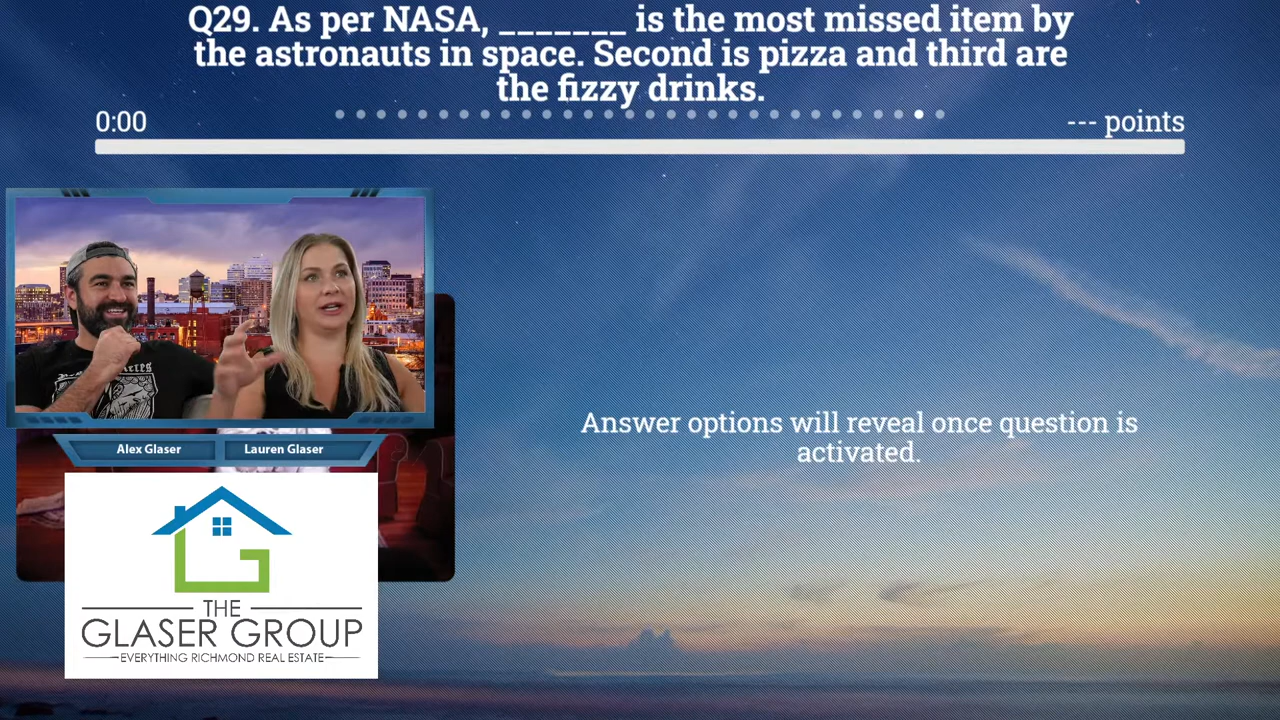 Q29. As per NASA, _______ is the most missed item by
the astronauts in space. Second is pizza and third are
the fizzy drinks.
0:00
--- points
Answer options will reveal once question is
activated.
Alex Glaser
Lauren Glaser
THE
GLASER GROUP
EVERYTHING RICHMOND REAL ESTATE